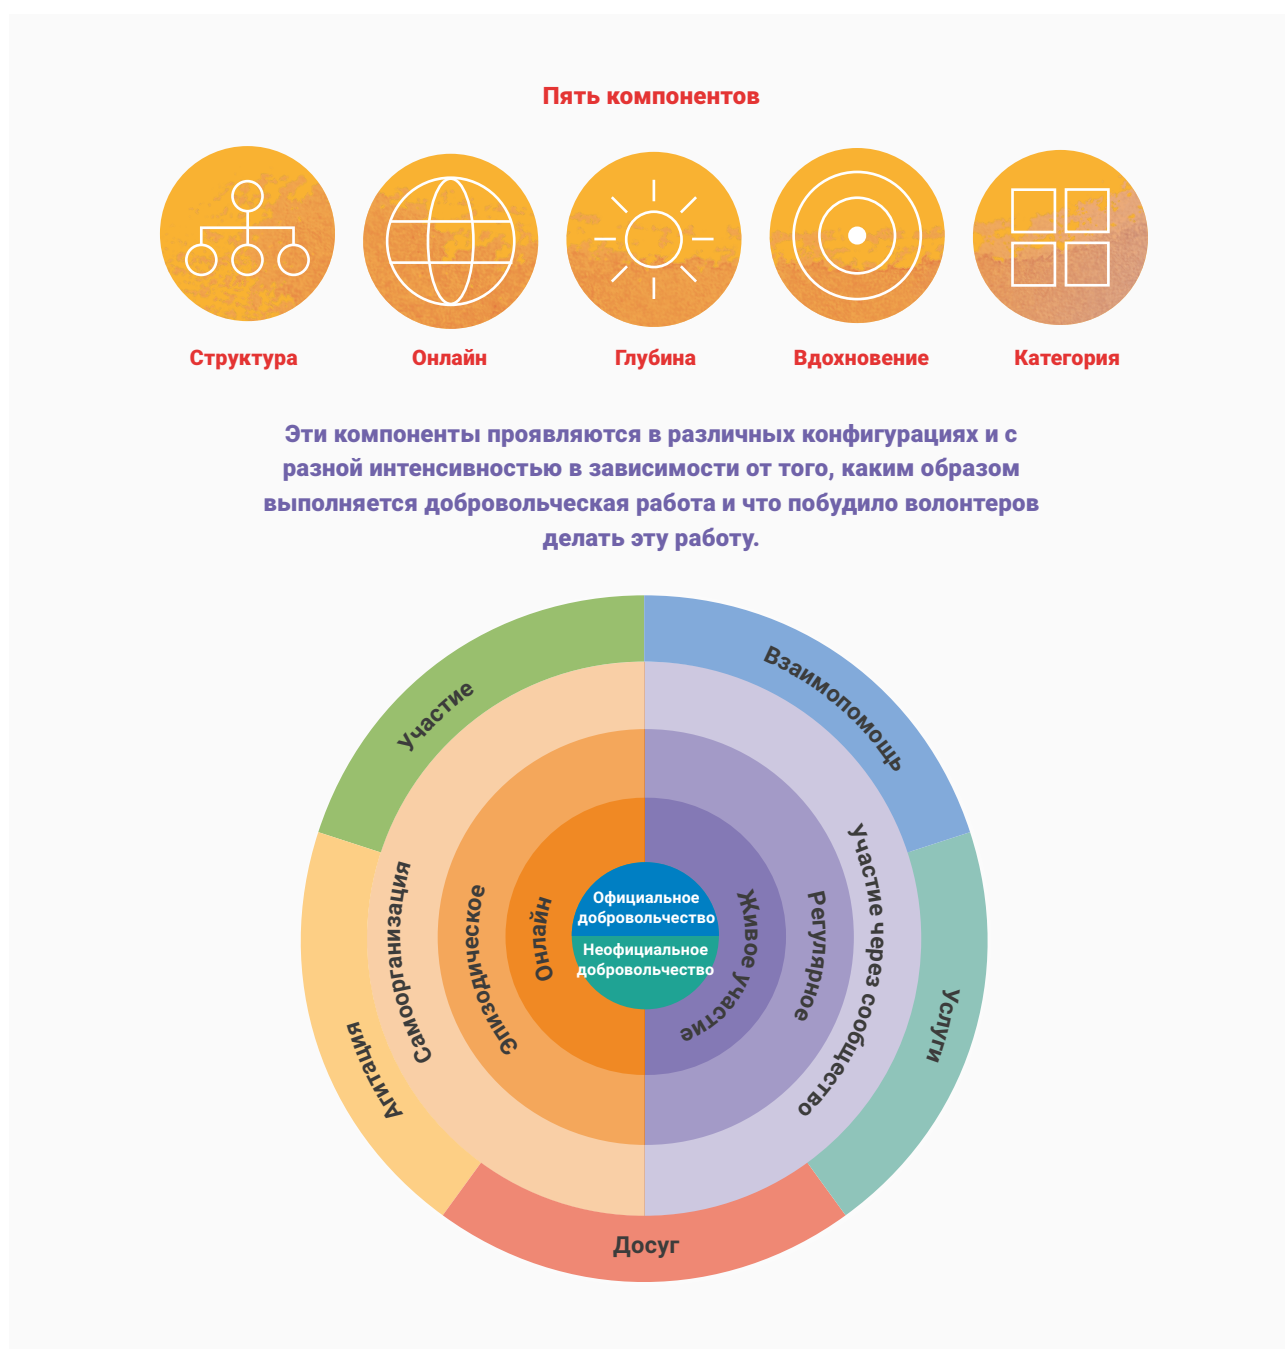 Пять компонентов
Структура
Онлайн
Глубина
Вдохновение
Категория
Эти компоненты проявляются в различных конфигурациях и с
разной интенсивностью в зависимости от того, каким образом
выполняется добровольческая работа и что побудило волонтеров
делать эту работу.
Участие
Взаимопомощь
Самоорганизация
Эпизодическое
Онлайн
Официальное
добровольчество
Неофициальное
добровольчество
Живое участие
Регулярное
Участие через сообщество
Услуги
Агитация
Досуг